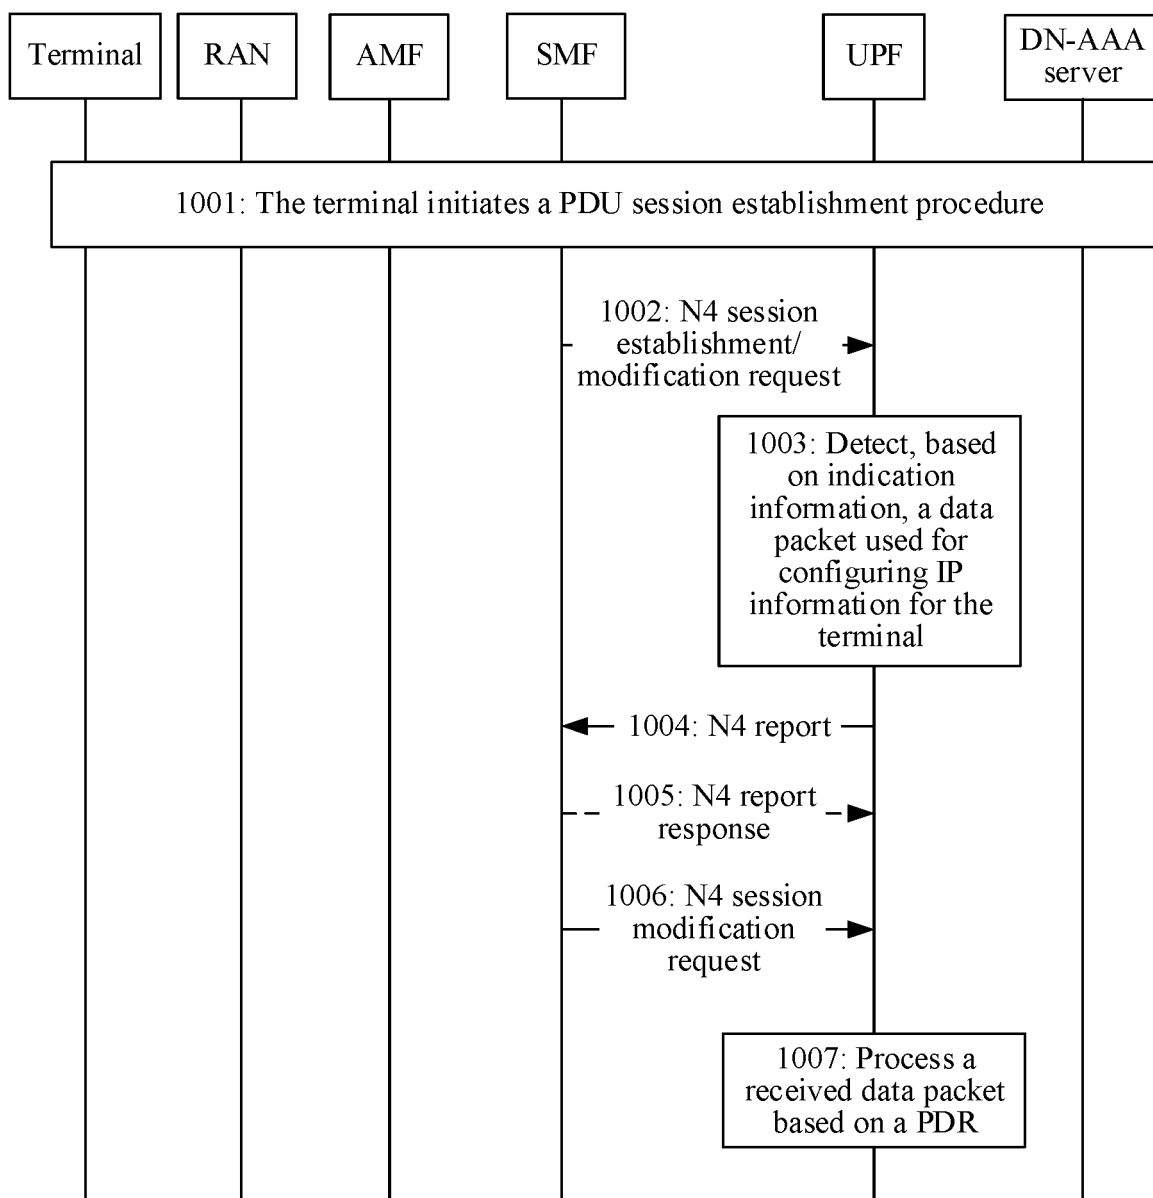 Terminal
RAN
AMF
SMF
UPF
DN-AAA
server
1001: The terminal initiates a PDU session establishment procedure
1002: N4 session
establishment/
modification request
1003: Detect, based
on indication
information, a data
packet used for
configuring IP
information for the
terminal
1004: N4 report
1005: N4 report
response
1006: N4 session
modification
request
1007: Process a
received data packet
based on a PDR